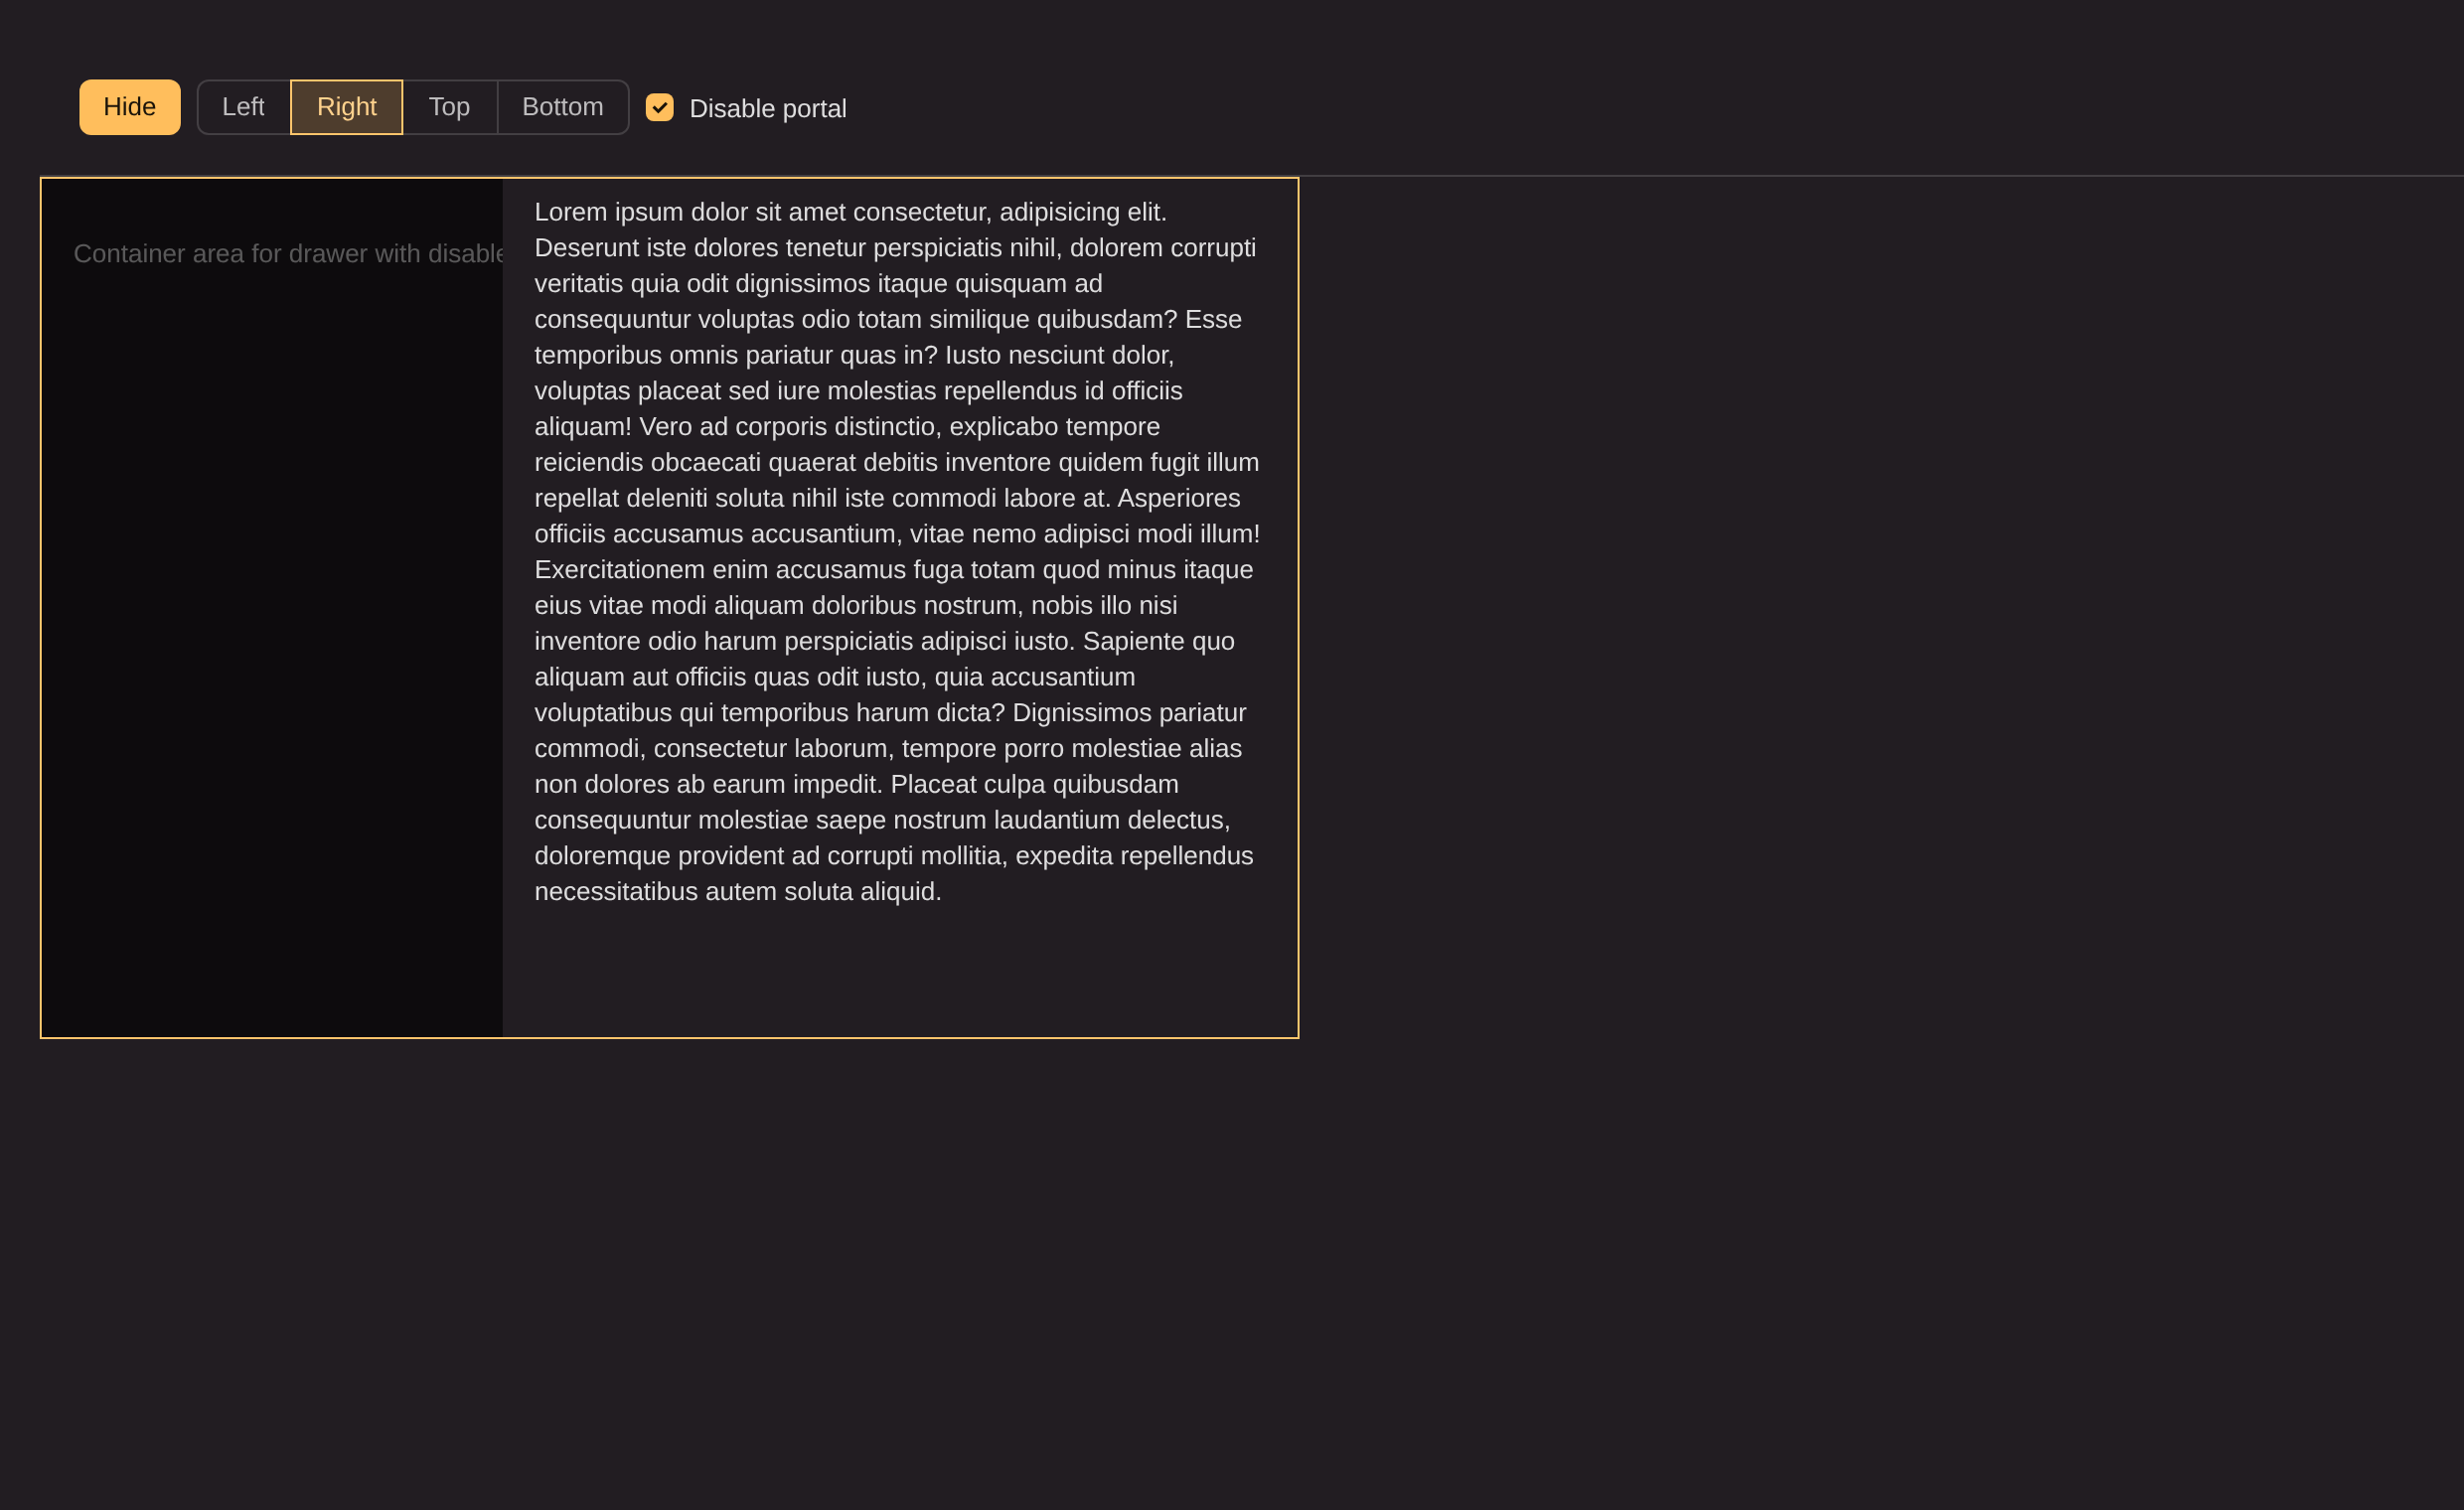 Hide Left Right Top Bottom Disable portal
Container area for drawer with
Lorem ipsum dolor sit amet consectetur, adipisicing elit.
Deserunt iste dolores tenetur perspiciatis nihil, dolorem corrupti
veritatis quia odit dignissimos itaque quisquam ad
consequuntur voluptas odio totam similique quibusdam? Esse
temporibus omnis pariatur quas in? Iusto nesciunt dolor,
voluptas placeat sed iure molestias repellendus id officiis
aliquam! Vero ad corporis distinctio, explicabo tempore
reiciendis obcaecati quaerat debitis inventore quidem fugit illum
repellat deleniti soluta nihil iste commodi labore at. Asperiores
officiis accusamus accusantium, vitae nemo adipisci modi illum!
Exercitationem enim accusamus fuga totam quod minus itaque
eius vitae modi aliquam doloribus nostrum, nobis illo nisi
inventore odio harum perspiciatis adipisci iusto. Sapiente quo
aliquam aut officiis quas odit iusto, quia accusantium
voluptatibus qui temporibus harum dicta? Dignissimos pariatur
commodi, consectetur laborum, tempore porro molestiae alias
non dolores ab earum impedit. Placeat culpa quibusdam
consequuntur molestiae saepe nostrum laudantium delectus,
doloremque provident ad corrupti mollitia, expedita repellendus
necessitatibus autem soluta aliquid.